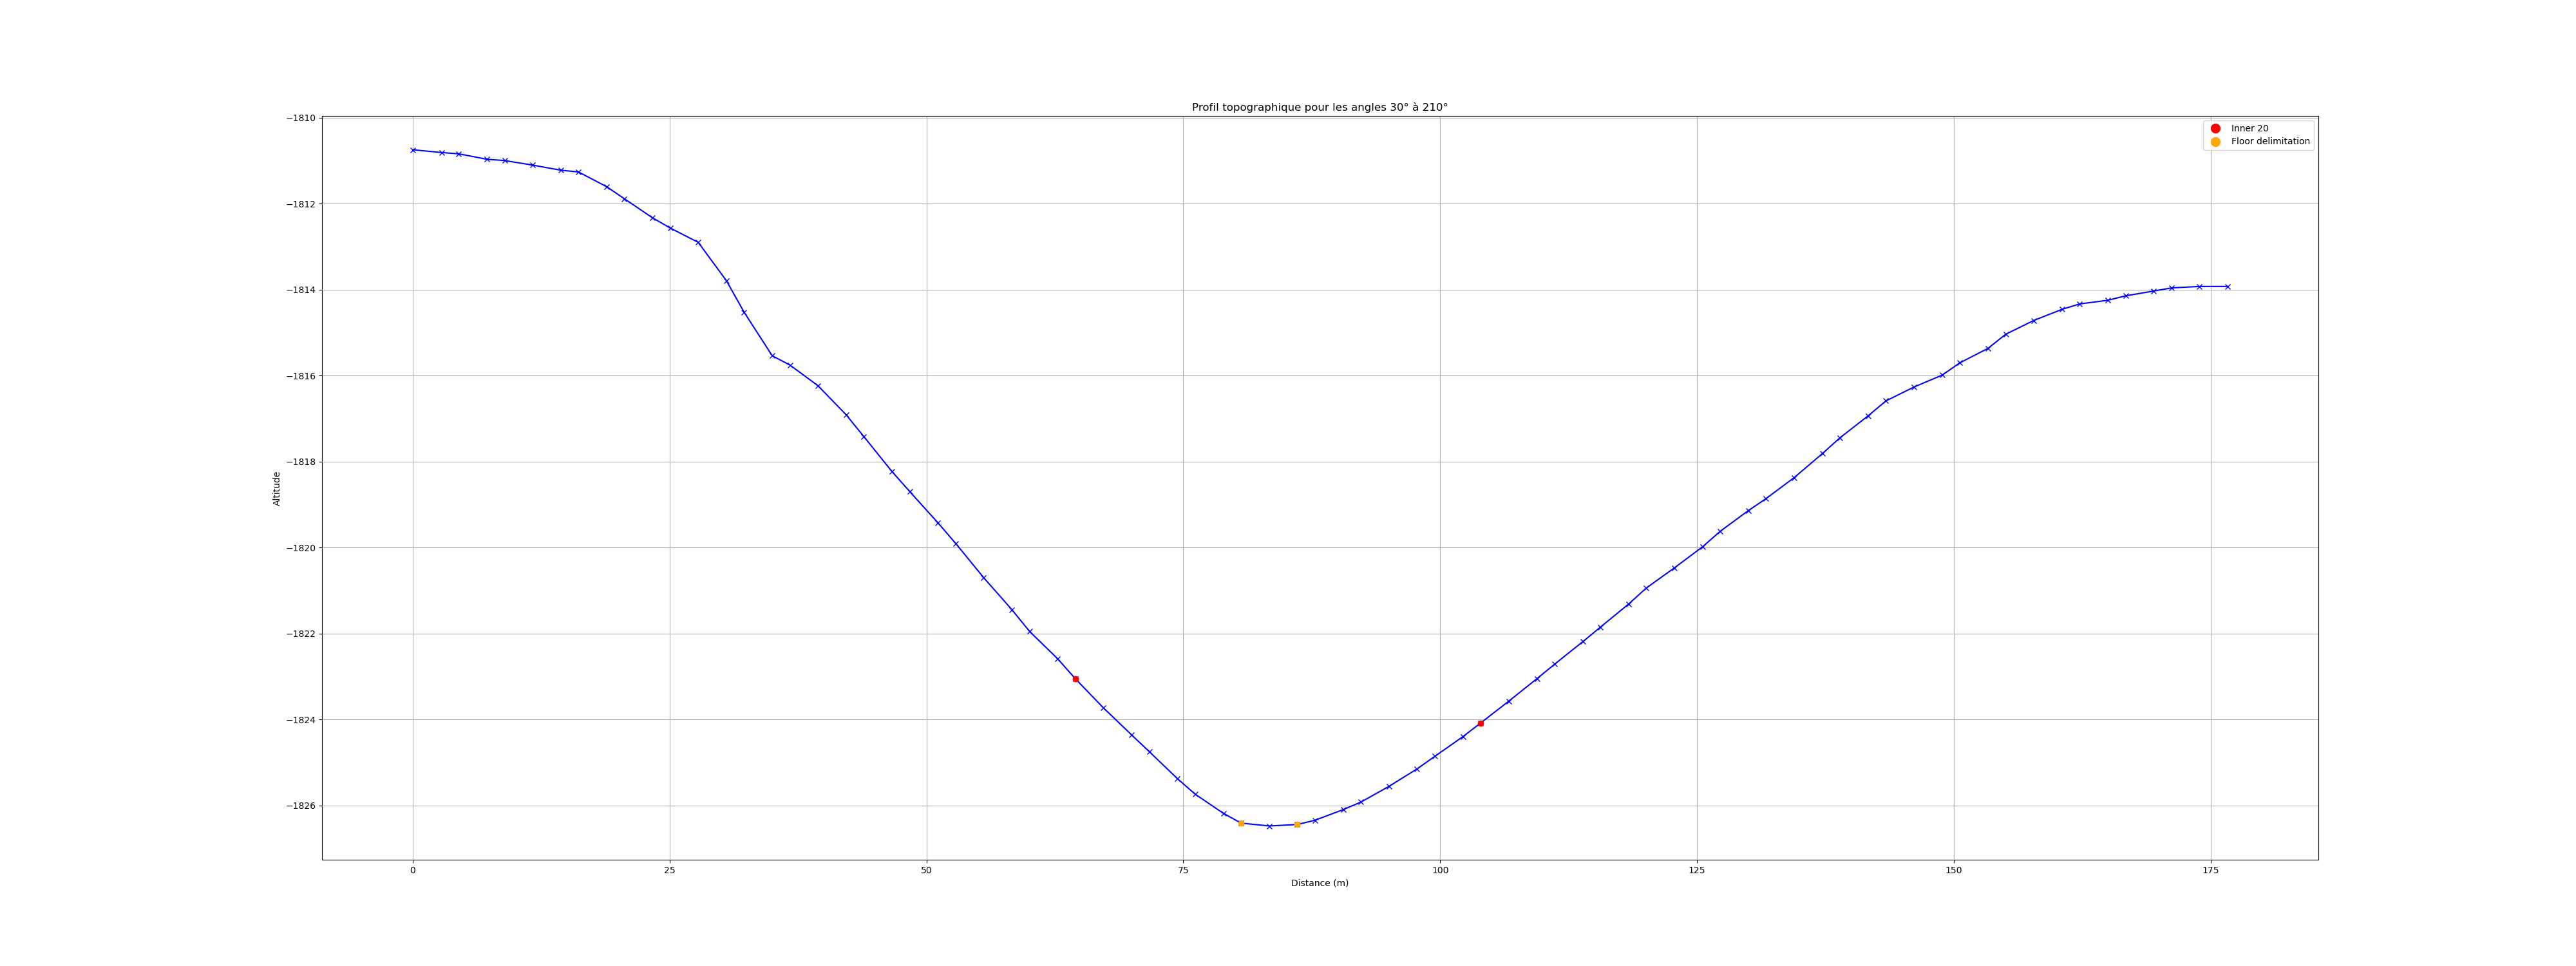 Profil topographique pour les angles 30° à 210°
−1810
−1812
−1814
−1816
−1818
−1820
−1822
−1824
−1826
Altitude
Inner 20
Floor delimitation
0 25 50 75 100 125 150 175
Distance (m)